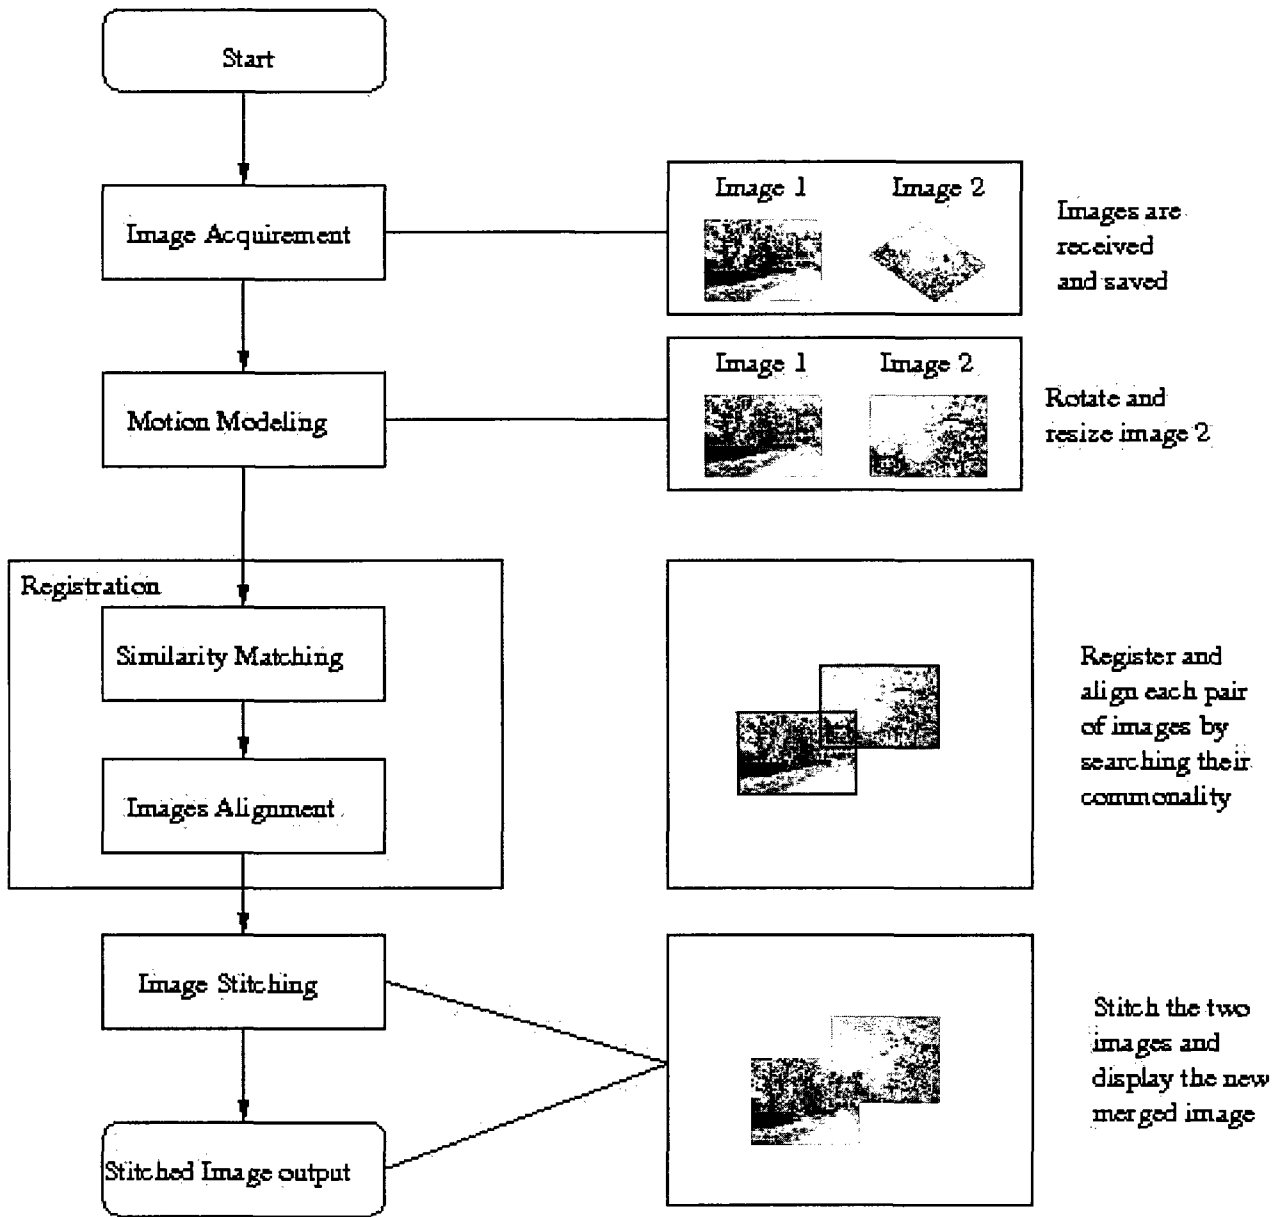 Start
Image Acquirement
Image 1
Image 2
Images are
received
and saved
Motion Modeling
Image 1
Image 2
Rotate and
resize image 2
Registration
Similarity Matching
Images Alignment
Register and
align each pair
of images by
searching their
commonality
Image Stitching
Stitched Image output
Stitch the two
images and
display the new
merged image